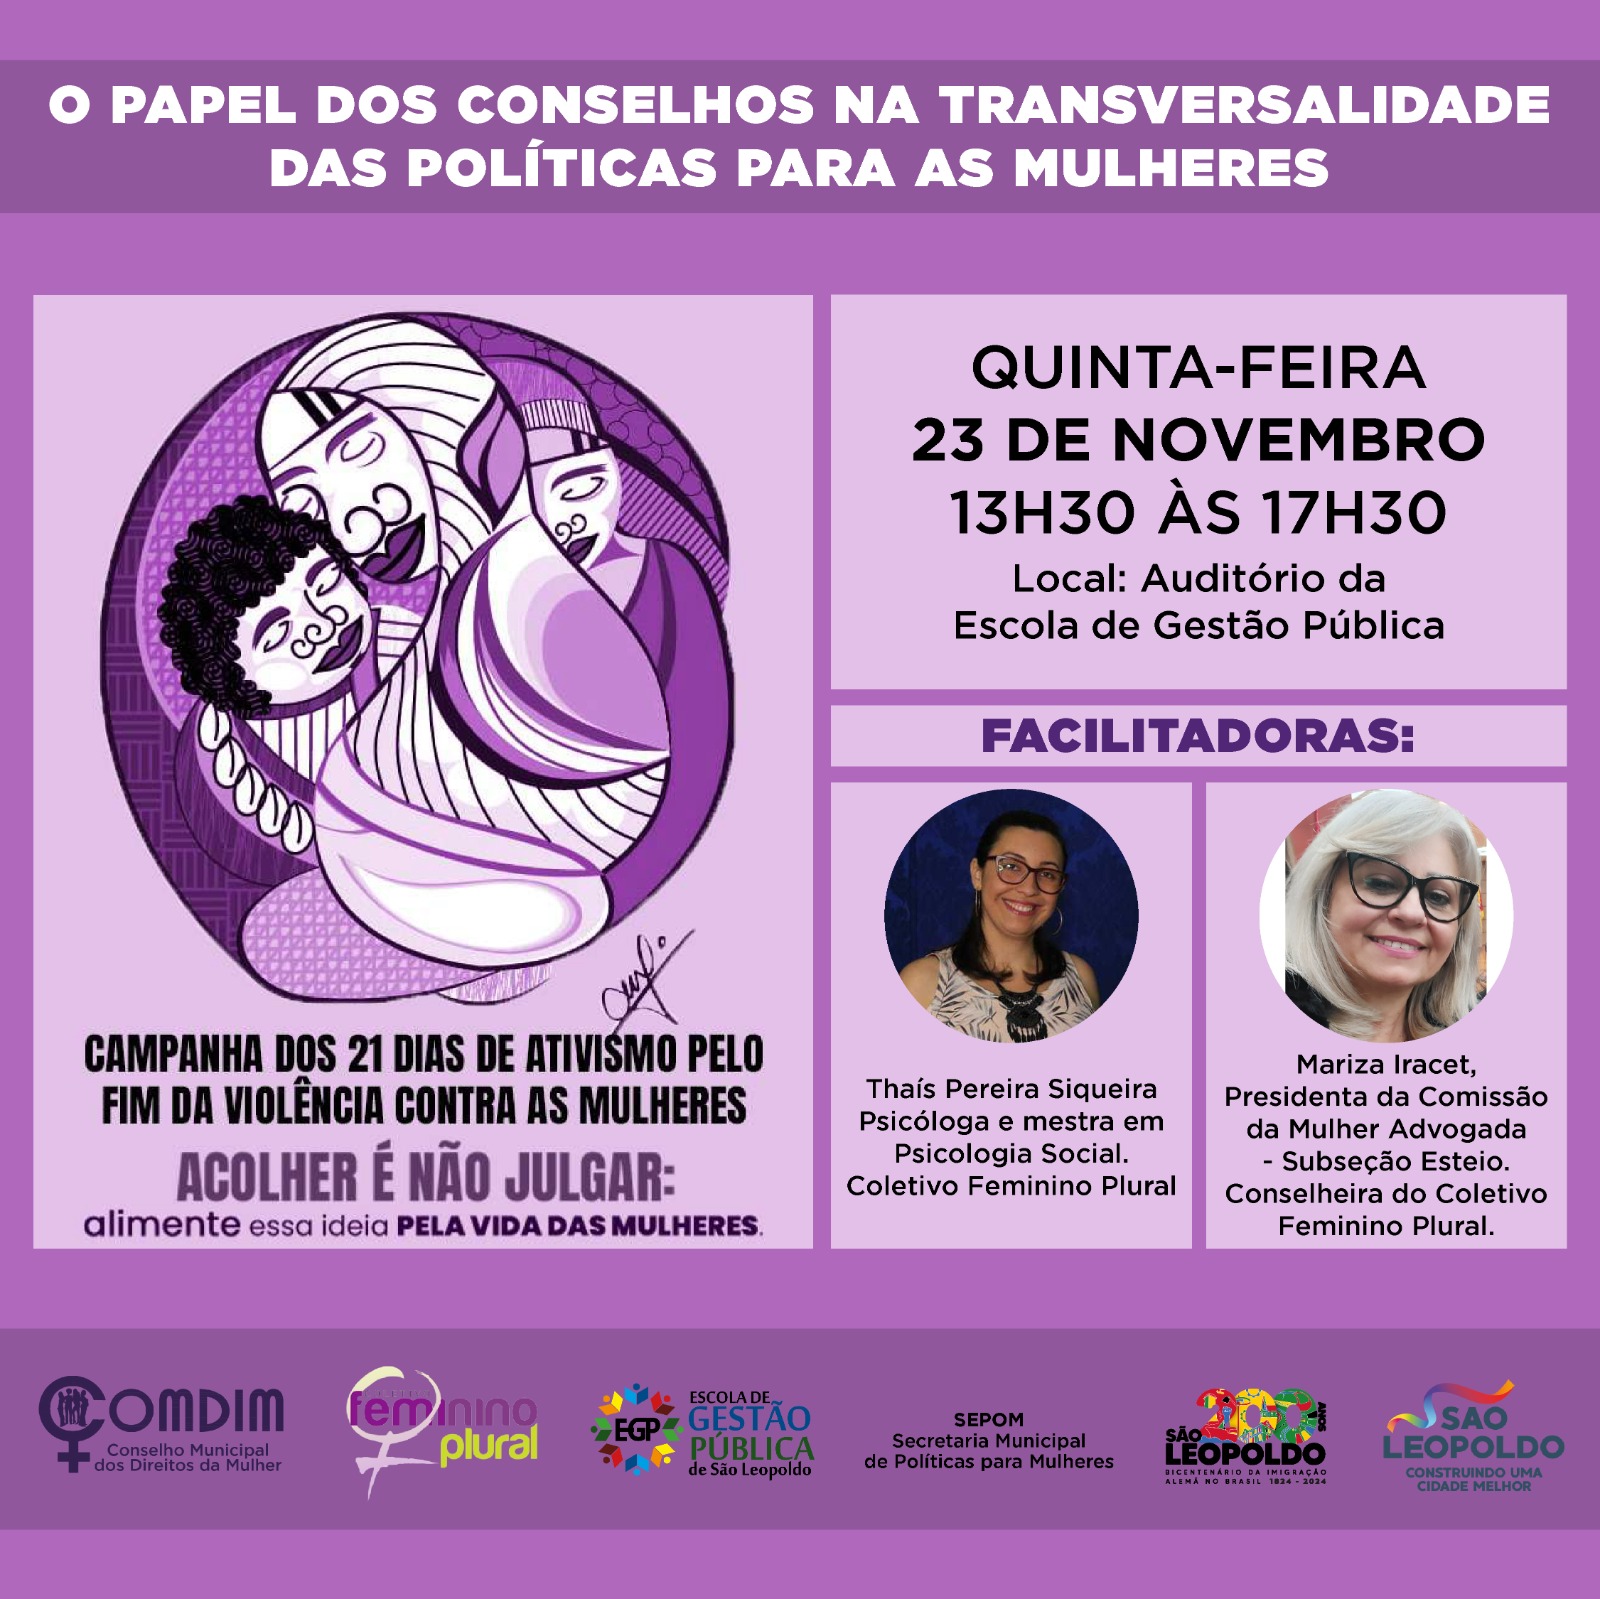 O PAPEL DOS CONSELHOS NA TRANSVERSALIDADE
DAS POLÍTICAS PARA AS MULHERES
QUINTA-FEIRA
23 DE NOVEMBRO
13H30 ÀS 17H30
Local: Auditório da
Escola de Gestão Pública
FACILITADORAS:
Thaís Pereira Siqueira
Psicóloga e mestra em
Psicologia Social.
Coletivo Feminino Plural
Mariza Iracet,
Presidenta da Comissão
da Mulher Advogada
- Subseção Esteio.
Conselheira do Coletivo
Feminino Plural.
CAMPANHA DOS 21 DIAS DE ATIVISMO PELO
FIM DA VIOLÊNCIA CONTRA AS MULHERES
ACOLHER É NÃO JULGAR:
alimente essa ideia PELA VIDA DAS MULHERES.
COMDIM
Conselho Municipal
dos Direitos da Mulher
coletivo
feminino
plural
EGP
ESCOLA DE
GESTÃO
PÚBLICA
de São Leopoldo
SEPOM
Secretaria Municipal
de Políticas para Mulheres
200 ANOS
SÃO
LEOPOLDO
BICENTENÁRIO DA IMIGRAÇÃO
ALEMÃ NO BRASIL 1824 - 2024
SÃO
LEOPOLDO
CONSTRUINDO UMA
CIDADE MELHOR